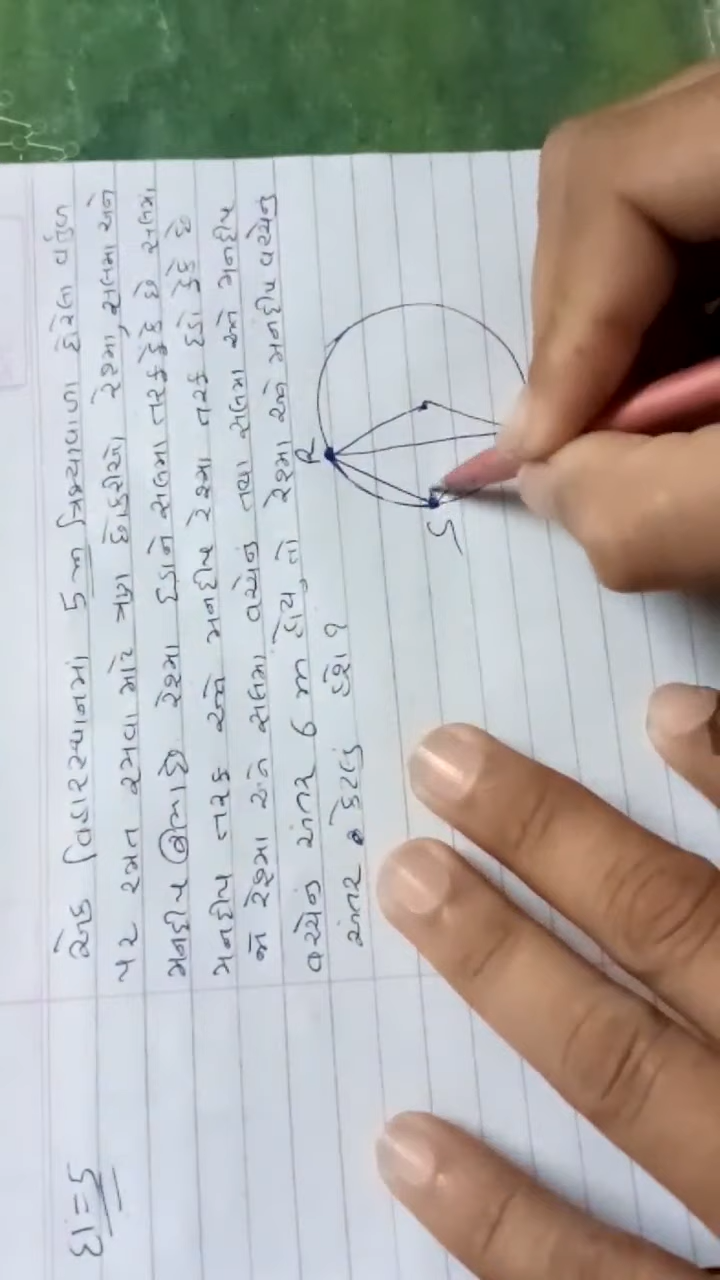 દા = 5
એક વિહારસ્થાનમાં 5 m ત્રિજ્યાવાળા દોરેલા વર્તુળ
પર રમત રમવા માટે ત્રણ છોકરીઓ રેશ્મા, સલમા અને
મનદીપ ઊભા છે રેશ્મા દડાને સલમા તરફ ફેંકે છે સલમા
મનદીપ તરફ અને મનદીપ રેશ્મા તરફ દડો ફેંકે છે
જો રેશ્મા અને સલમા વચ્ચેનું તથા સલમા અને મનદીપ
વચ્ચેનું અંતર 6 m હોય, તો રેશ્મા અને મનદીપ વચ્ચેનું
અંતર કેટલું હશે ?
R
S